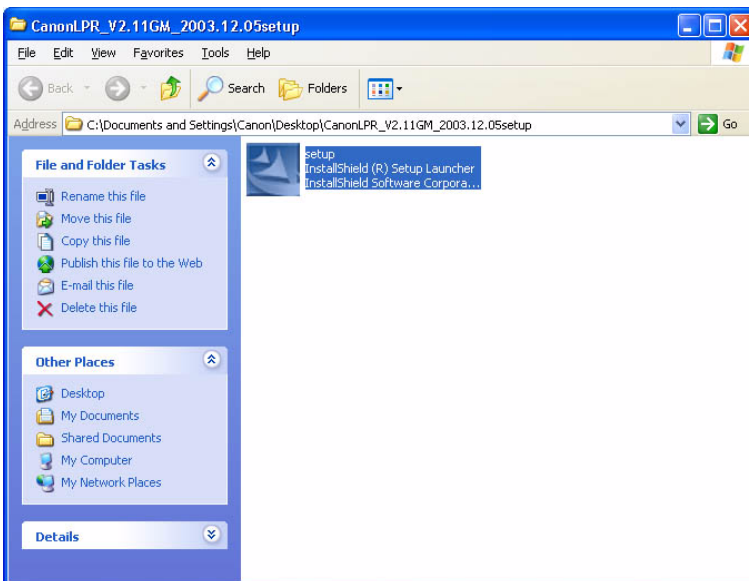 CanonLPR_V2.11GM_2003.12.05setup
File Edit View Favorites Tools Help
Back Search Folders
Address C:\Documents and Settings\Canon\Desktop\CanonLPR_V2.11GM_2003.12.05setup Go
File and Folder Tasks
Rename this file
Move this file
Copy this file
Publish this file to the Web
E-mail this file
Delete this file
Other Places
Desktop
My Documents
Shared Documents
My Computer
My Network Places
Details
setup
InstallShield (R) Setup Launcher
InstallShield Software Corpora...